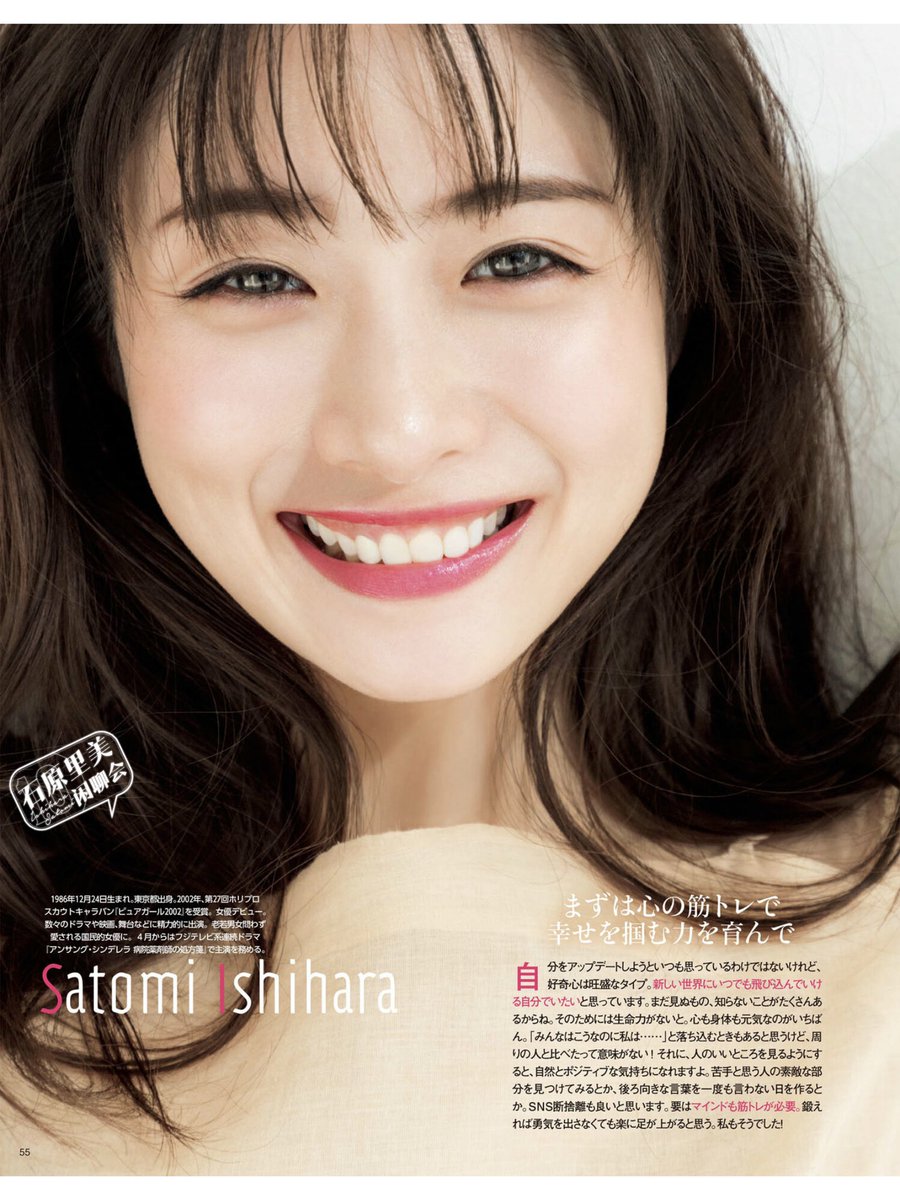 石原里美
闲聊会
1986年12月24日生まれ。東京都出身。2002年、第27回ホリプロ
スカウトキャラバン「ピュアガール2002」を受賞。女優デビュー。
数々のドラマや映画、舞台などに精力的に出演。老若男女問わず
愛される国民的女優に。4月からはフジテレビ系連続ドラマ
『アンサング・シンデレラ 病院薬剤師の処方箋』で主演を務める。
Satomi Ishihara
まずは心の筋トレで
幸せを掴む力を育んで
自分をアップデートしようといつも思っているわけではないけれど、
好奇心は旺盛なタイプ。新しい世界にいつでも飛び込んでいけ
る自分でいたいと思っています。まだ見ぬもの、知らないことがたくさんあ
るからね。そのためには生命力がないと。心も身体も元気なのがいちば
ん。「みんなはこうなのに私は……」と落ち込むときもあると思うけど、周
りの人と比べたって意味がない!それに、人のいいところを見るようにす
ると、自然とポジティブな気持ちになれますよ。苦手と思う人の素敵な部
分を見つけてみるとか、後ろ向きな言葉を一度も言わない日を作ると
か。SNS断捨離も良いと思います。要はマインドも筋トレが必要。鍛え
れば勇気を出さなくても楽に足が上がると思う。私もそうでした!
55